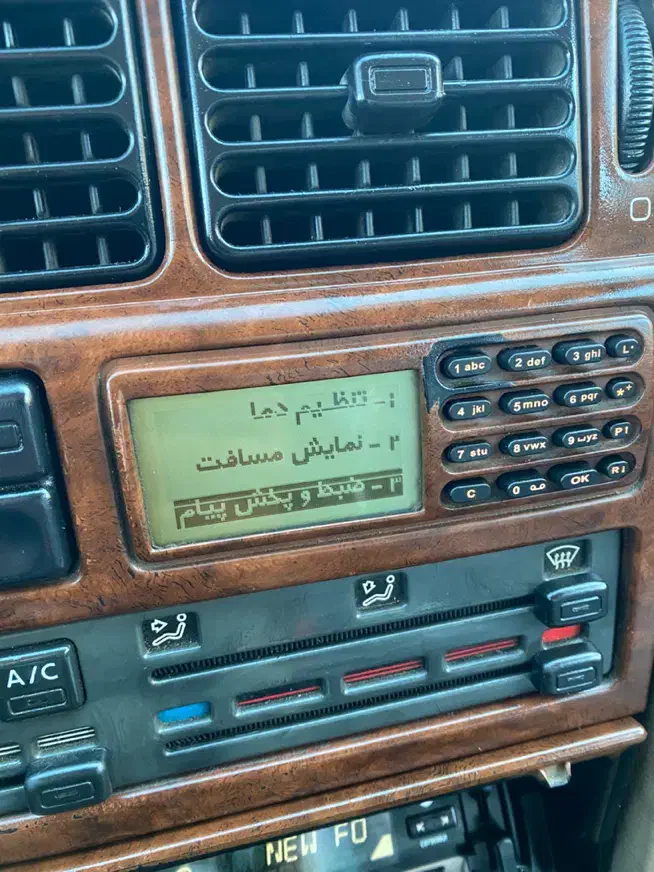 ۱ - تنظیم دما
۲ - نمایش مسافت
۳ - ضبط و پخش پیام
1 abc 2 def 3 ghi L
4 jkl 5 mno 6 pqr *+
7 stu 8 vwx 9 yz P↑
C 0 OK R↓
A/C
NEW FO